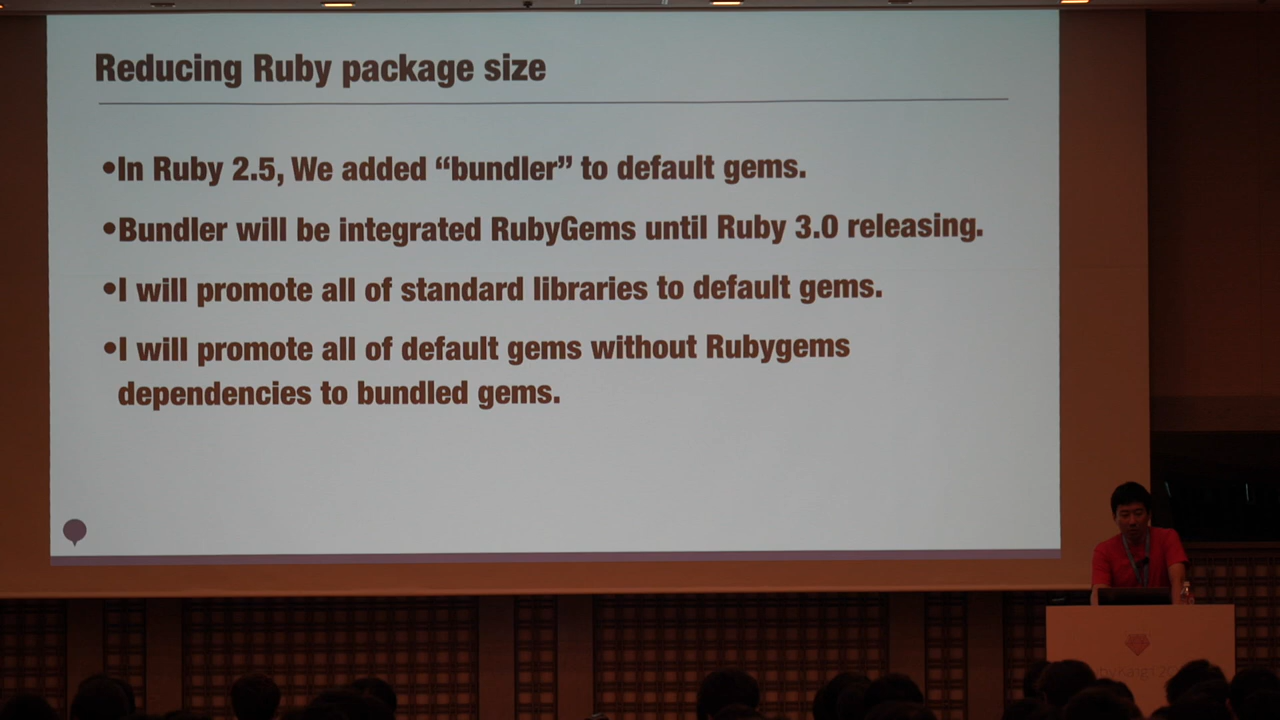 Reducing Ruby package size
•In Ruby 2.5, We added “bundler” to default gems.
•Bundler will be integrated RubyGems until Ruby 3.0 releasing.
•I will promote all of standard libraries to default gems.
•I will promote all of default gems without Rubygems
dependencies to bundled gems.